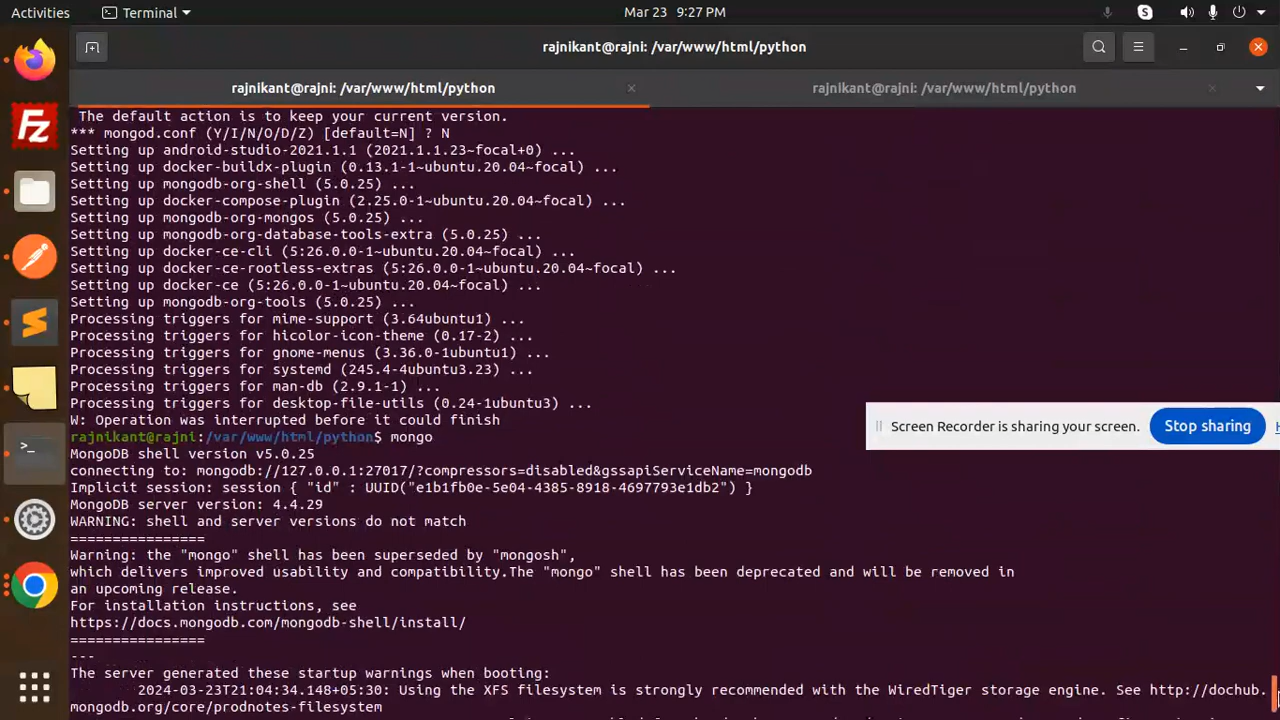 Activities
Terminal
Mar 23 9:27 PM
rajnikant@rajni: /var/www/html/python
rajnikant@rajni: /var/www/html/python
rajnikant@rajni: /var/www/html/python
The default action is to keep your current version.
*** mongod.conf (Y/I/N/O/D/Z) [default=N] ? N
Setting up android-studio-2021.1.1 (2021.1.1.23~focal+0) ...
Setting up docker-buildx-plugin (0.13.1-1~ubuntu.20.04~focal) ...
Setting up mongodb-org-shell (5.0.25) ...
Setting up docker-compose-plugin (2.25.0-1~ubuntu.20.04~focal) ...
Setting up mongodb-org-mongos (5.0.25) ...
Setting up mongodb-org-database-tools-extra (5.0.25) ...
Setting up docker-ce-cli (5:26.0.0-1~ubuntu.20.04~focal) ...
Setting up docker-ce-rootless-extras (5:26.0.0-1~ubuntu.20.04~focal) ...
Setting up docker-ce (5:26.0.0-1~ubuntu.20.04~focal) ...
Setting up mongodb-org-tools (5.0.25) ...
Processing triggers for mime-support (3.64ubuntu1) ...
Processing triggers for hicolor-icon-theme (0.17-2) ...
Processing triggers for gnome-menus (3.36.0-1ubuntu1) ...
Processing triggers for systemd (245.4-4ubuntu3.23) ...
Processing triggers for man-db (2.9.1-1) ...
Processing triggers for desktop-file-utils (0.24-1ubuntu3) ...
W: Operation was interrupted before it could finish
Screen Recorder is sharing your screen.
Stop sharing
rajnikant@rajni:/var/www/html/python$ mongo
MongoDB shell version v5.0.25
connecting to: mongodb://127.0.0.1:27017/?compressors=disabled&gssapiServiceName=mongodb
Implicit session: session { "id" : UUID("e1b1fb0e-5e04-4385-8918-4697793e1db2") }
MongoDB server version: 4.4.29
WARNING: shell and server versions do not match
================
Warning: the "mongo" shell has been superseded by "mongosh",
which delivers improved usability and compatibility.The "mongo" shell has been deprecated and will be removed in
an upcoming release.
For installation instructions, see
https://docs.mongodb.com/mongodb-shell/install/
================
---
The server generated these startup warnings when booting:
2024-03-23T21:04:34.148+05:30: Using the XFS filesystem is strongly recommended with the WiredTiger storage engine. See http://dochub.
mongodb.org/core/prodnotes-filesystem